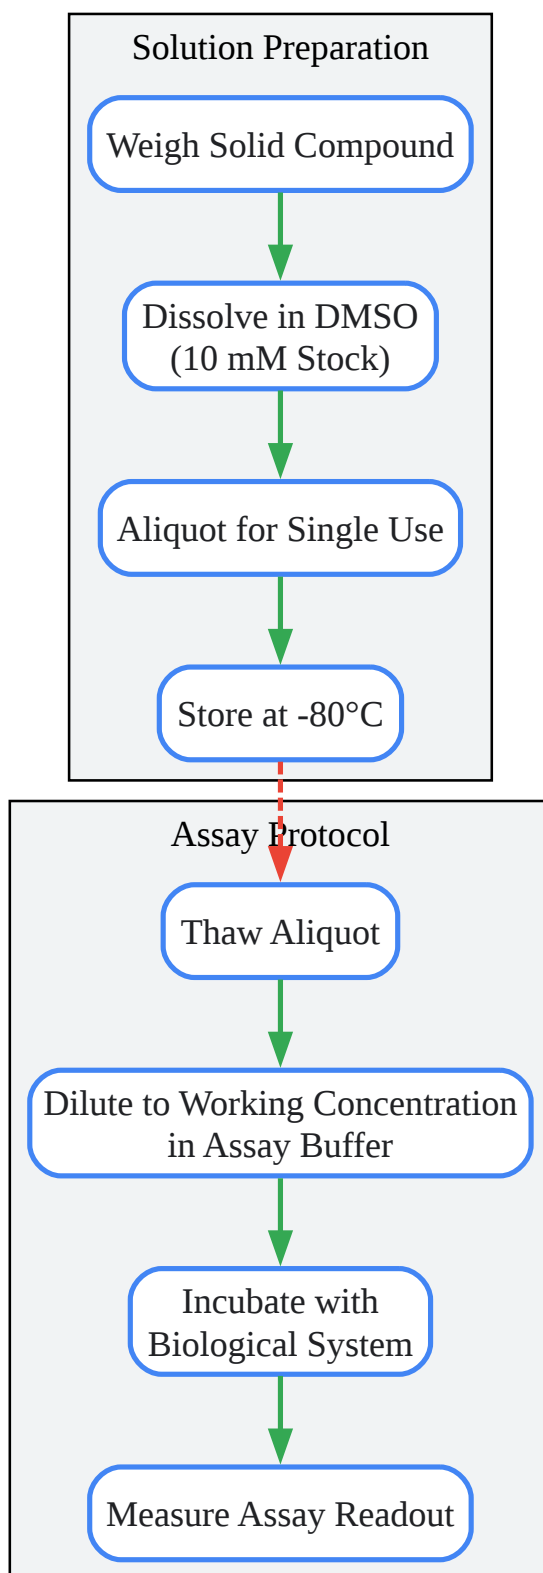 Solution Preparation
Weigh Solid Compound
Dissolve in DMSO
(10 mM Stock)
Aliquot for Single Use
Store at -80°C
Assay Protocol
Thaw Aliquot
Dilute to Working Concentration
in Assay Buffer
Incubate with
Biological System
Measure Assay Readout